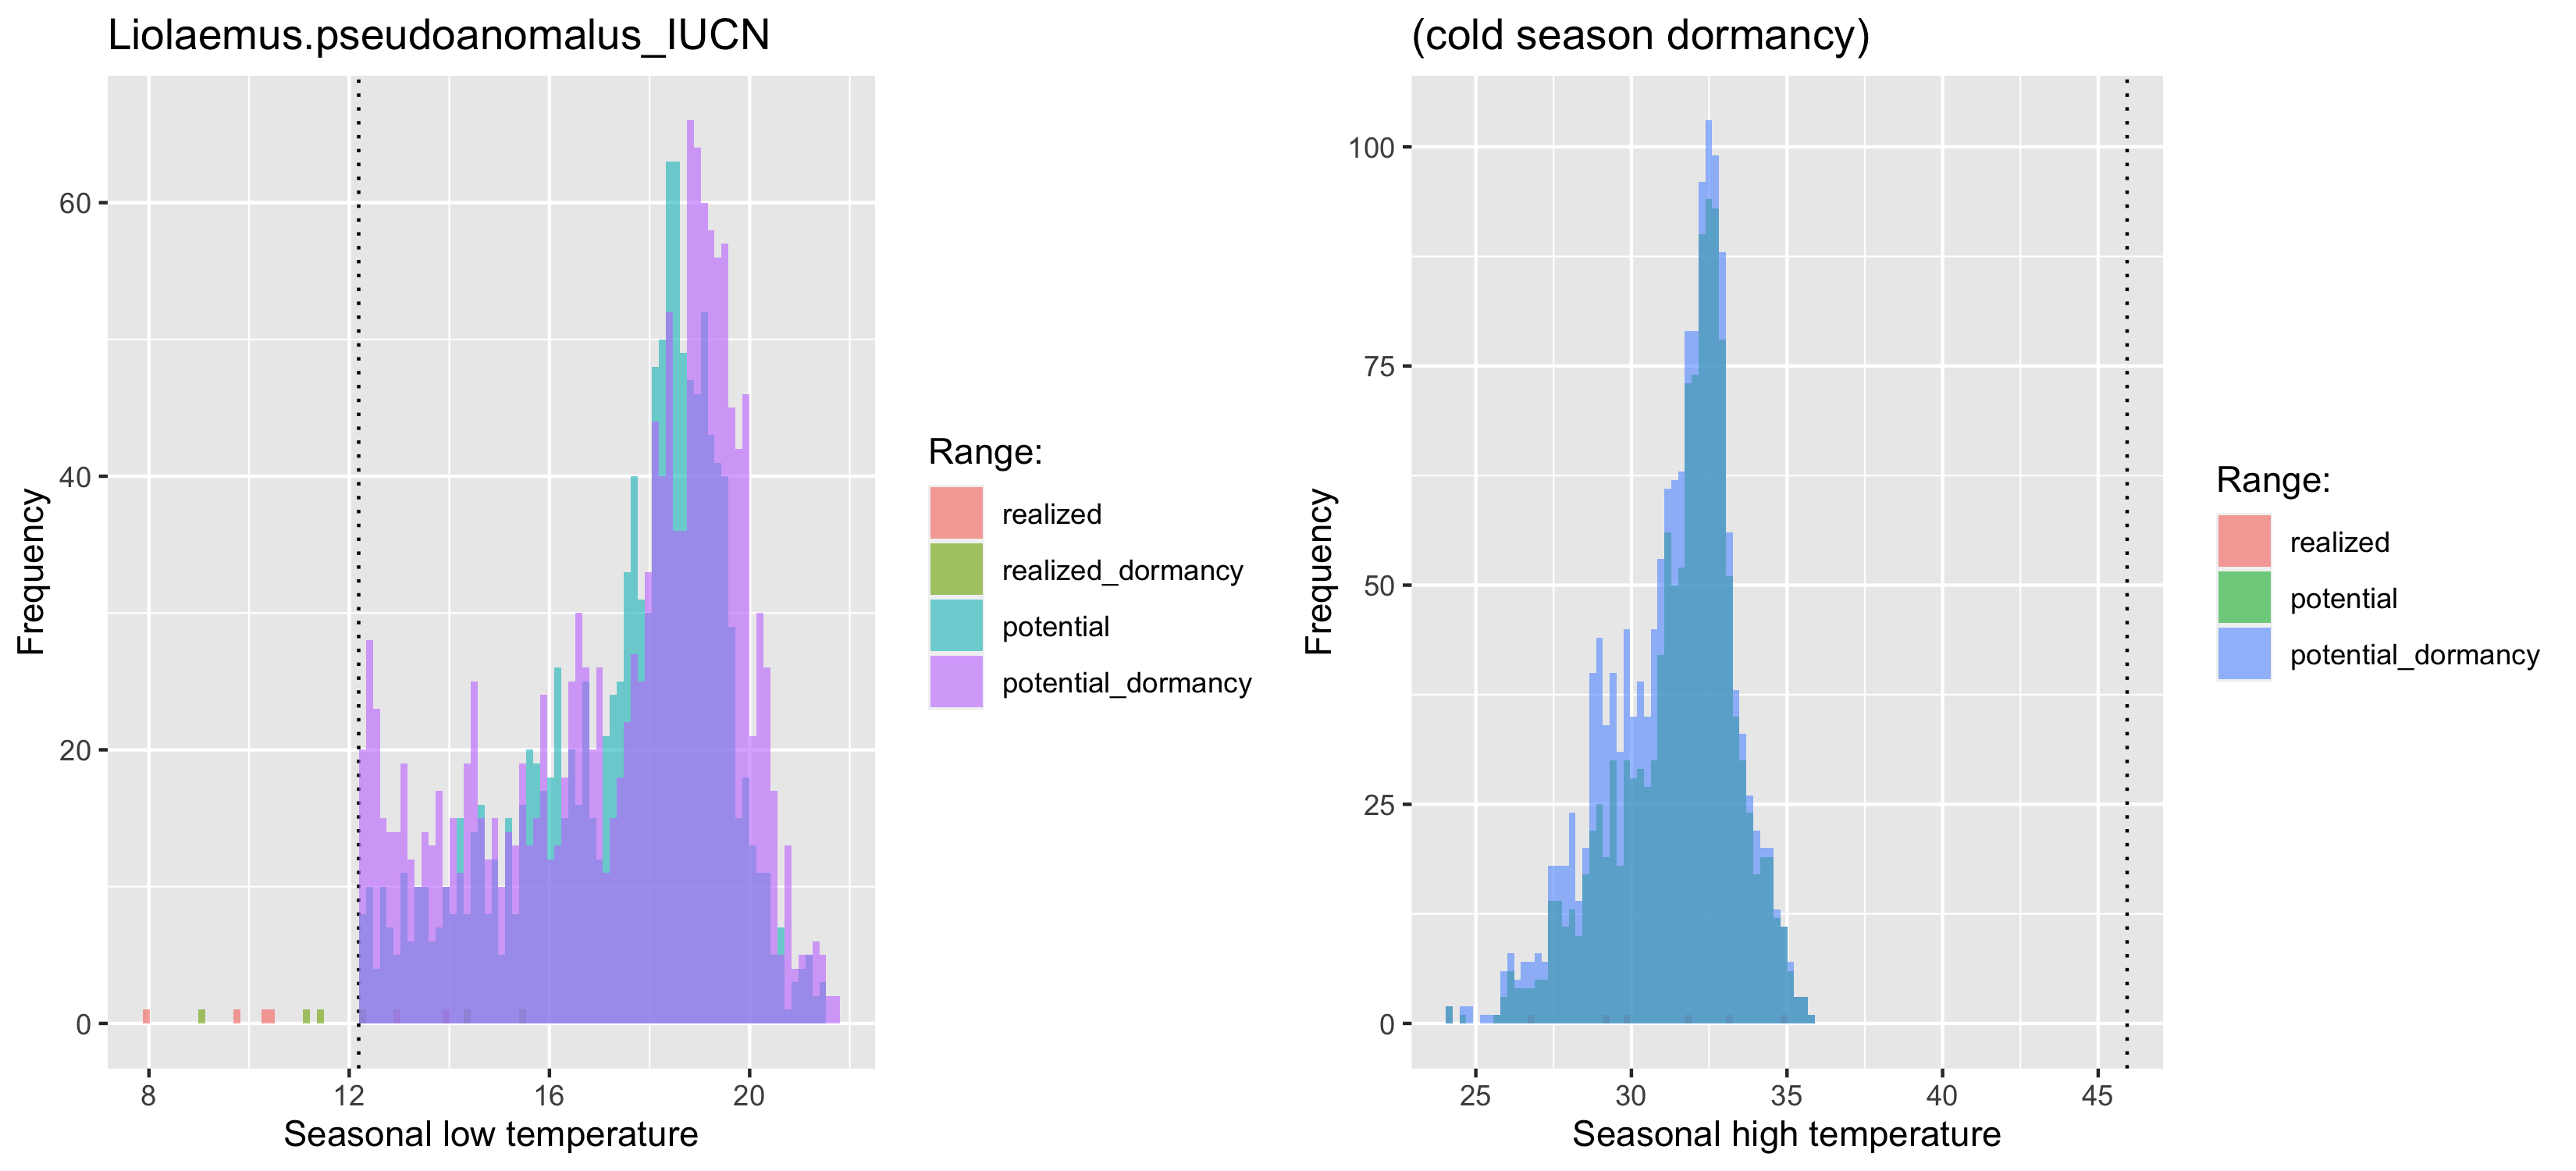 Liolaemus.pseudoanomalus_IUCN
60
40
20
0
Frequency
8
12
16
20
Seasonal low temperature
Range:
realized
realized_dormancy
potential
potential_dormancy
(cold season dormancy)
100
75
50
25
0
Frequency
25
30
35
40
45
Seasonal high temperature
Range:
realized
potential
potential_dormancy